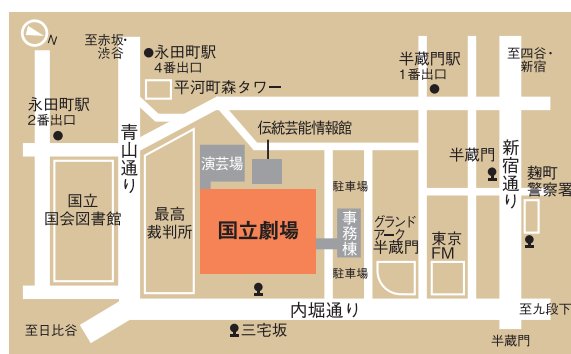 N
至赤坂・
渋谷
永田町駅
4番出口
平河町森タワー
永田町駅
2番出口
青山通り
国立
国会図書館
最高
裁判所
演芸場
伝統芸能情報館
国立劇場
駐車場
事務棟
駐車場
グランド
アーク
半蔵門
東京
FM
半蔵門駅
1番出口
至四谷・
新宿
半蔵門
新宿通り
麹町
警察署
内堀通り
三宅坂
至日比谷
至九段下
半蔵門